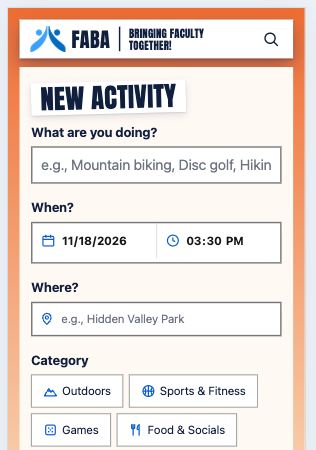 FABA
BRINGING FACULTY
TOGETHER!
NEW ACTIVITY
What are you doing?
e.g., Mountain biking, Disc golf, Hikin
When?
11/18/2026
03:30 PM
Where?
e.g., Hidden Valley Park
Category
Outdoors
Sports & Fitness
Games
Food & Socials